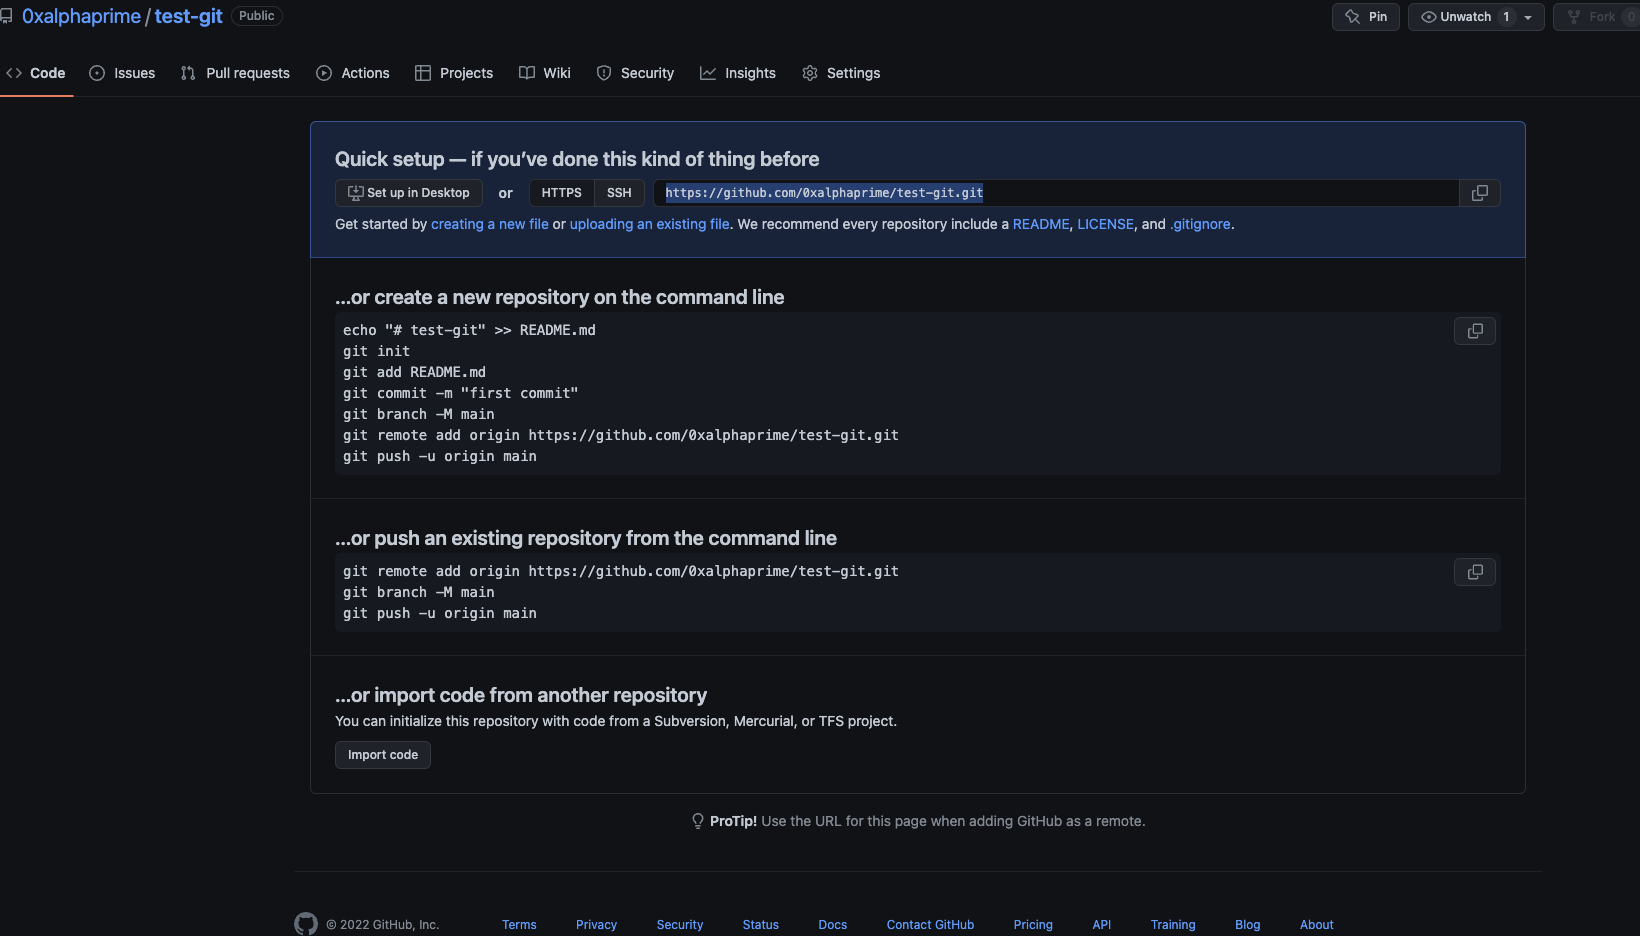 0xalphaprime / test-git Public
Pin Unwatch 1 Fork 0
Code Issues Pull requests Actions Projects Wiki Security Insights Settings
Quick setup — if you’ve done this kind of thing before
Set up in Desktop or HTTPS SSH https://github.com/0xalphaprime/test-git.git
Get started by creating a new file or uploading an existing file. We recommend every repository include a README, LICENSE, and .gitignore.
…or create a new repository on the command line
echo "# test-git" >> README.md
git init
git add README.md
git commit -m "first commit"
git branch -M main
git remote add origin https://github.com/0xalphaprime/test-git.git
git push -u origin main
…or push an existing repository from the command line
git remote add origin https://github.com/0xalphaprime/test-git.git
git branch -M main
git push -u origin main
…or import code from another repository
You can initialize this repository with code from a Subversion, Mercurial, or TFS project.
Import code
ProTip! Use the URL for this page when adding GitHub as a remote.
© 2022 GitHub, Inc. Terms Privacy Security Status Docs Contact GitHub Pricing API Training Blog About